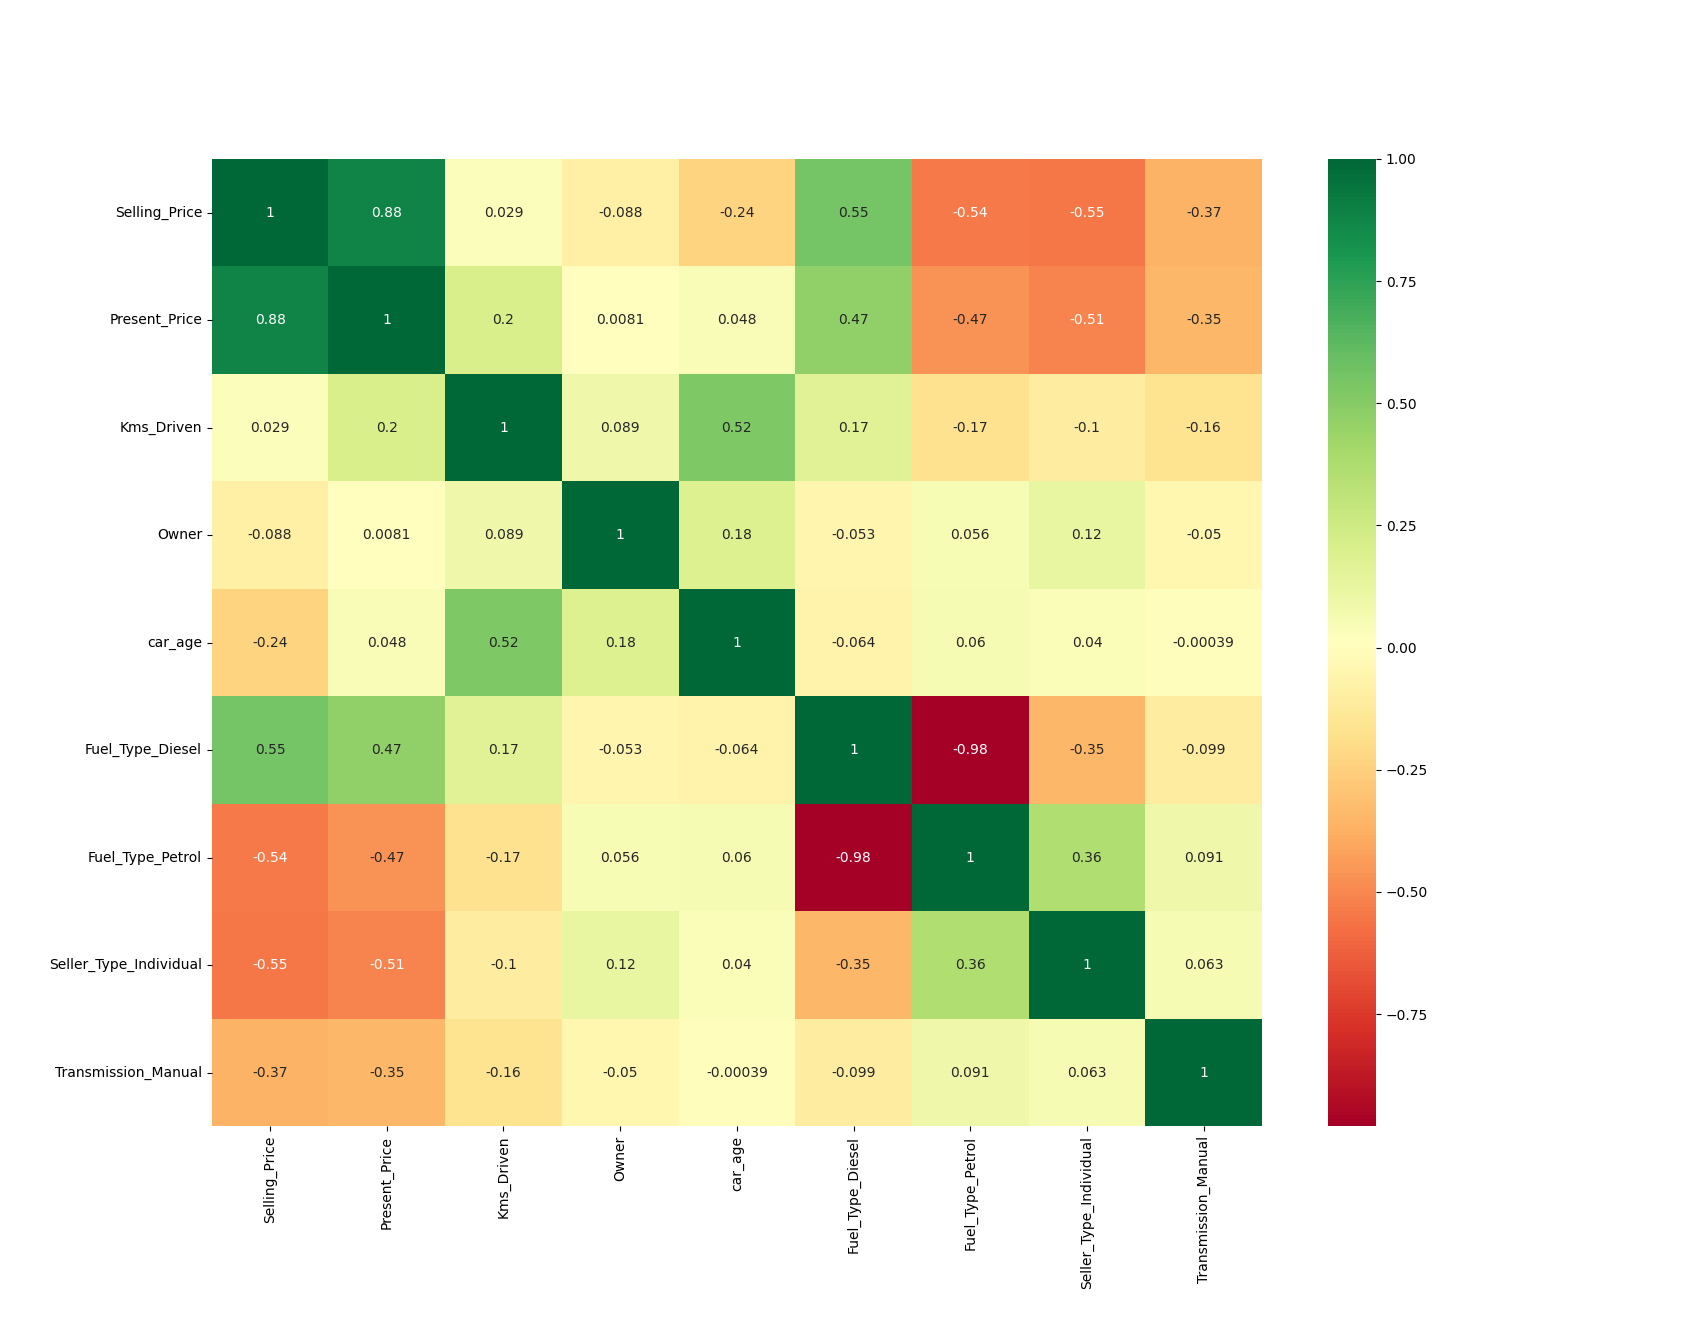 Selling_Price 1 0.88 0.029 -0.088 -0.24 0.55 -0.54 -0.55 -0.37
Present_Price 0.88 1 0.2 0.0081 0.048 0.47 -0.47 -0.51 -0.35
Kms_Driven 0.029 0.2 1 0.089 0.52 0.17 -0.17 -0.1 -0.16
Owner -0.088 0.0081 0.089 1 0.18 -0.053 0.056 0.12 -0.05
car_age -0.24 0.048 0.52 0.18 1 -0.064 0.06 0.04 -0.00039
Fuel_Type_Diesel 0.55 0.47 0.17 -0.053 -0.064 1 -0.98 -0.35 -0.099
Fuel_Type_Petrol -0.54 -0.47 -0.17 0.056 0.06 -0.98 1 0.36 0.091
Seller_Type_Individual -0.55 -0.51 -0.1 0.12 0.04 -0.35 0.36 1 0.063
Transmission_Manual -0.37 -0.35 -0.16 -0.05 -0.00039 -0.099 0.091 0.063 1
Selling_Price
Present_Price
Kms_Driven
Owner
car_age
Fuel_Type_Diesel
Fuel_Type_Petrol
Seller_Type_Individual
Transmission_Manual
1.00
0.75
0.50
0.25
0.00
−0.25
−0.50
−0.75